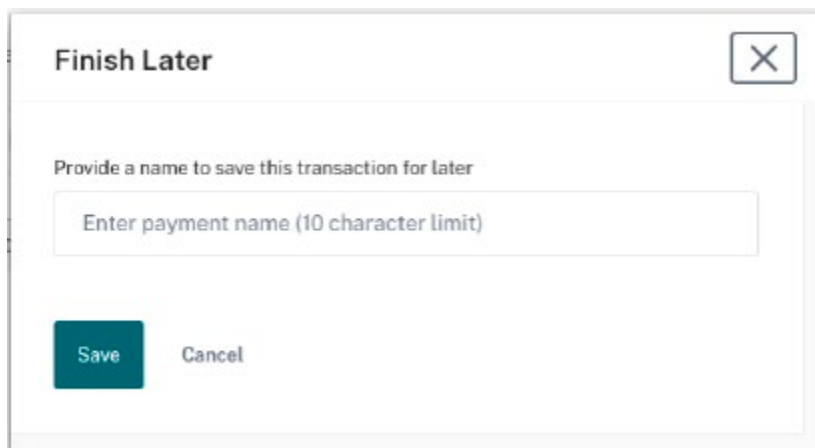 Finish Later
Provide a name to save this transaction for later
Enter payment name (10 character limit)
Save
Cancel